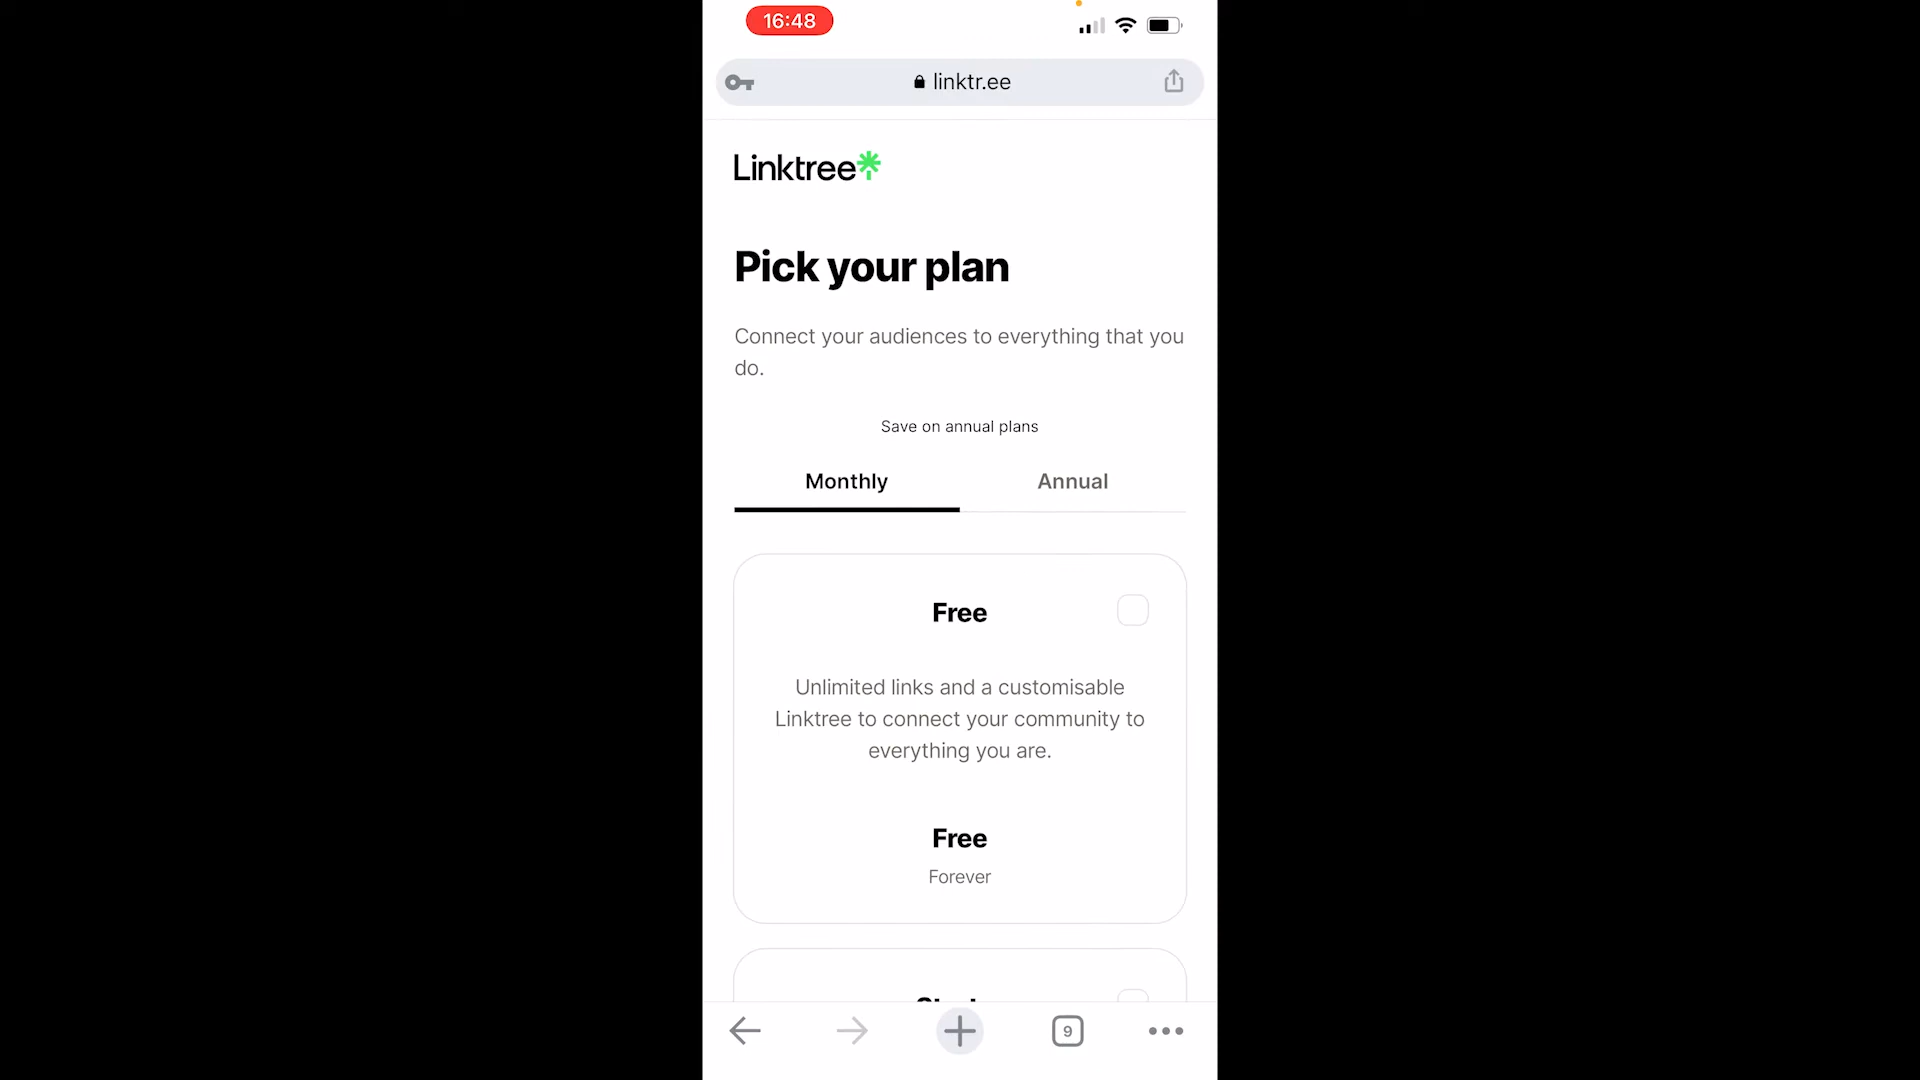 16:48
linktr.ee
Linktree
Pick your plan
Connect your audiences to everything that you
do.
Save on annual plans
Monthly Annual
Free
Unlimited links and a customisable
Linktree to connect your community to
everything you are.
Free
Forever
9